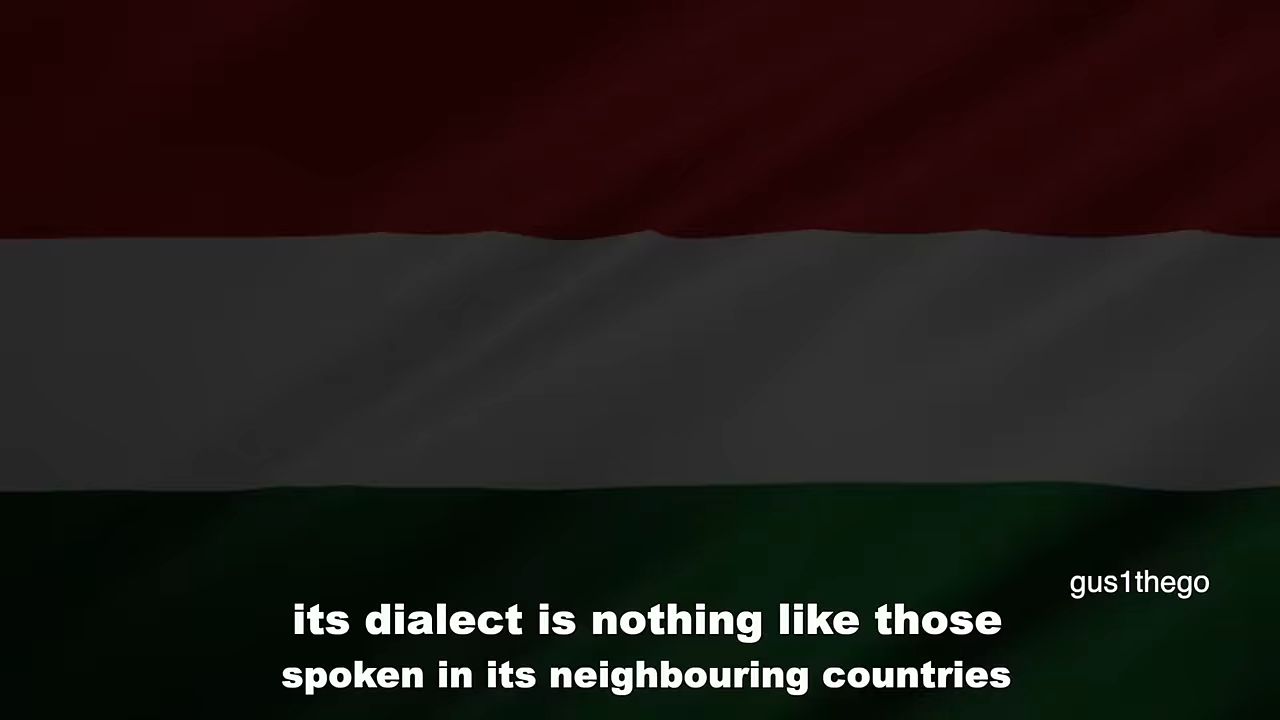 gus1thego
its dialect is nothing like those
spoken in its neighbouring countries